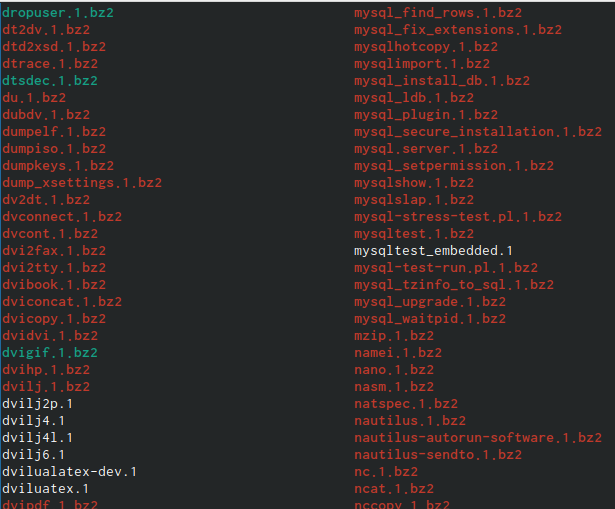 dropuser.1.bz2
dt2dv.1.bz2
dtd2xsd.1.bz2
dtrace.1.bz2
dtsdec.1.bz2
du.1.bz2
dubdv.1.bz2
dumpelf.1.bz2
dumpiso.1.bz2
dumpkeys.1.bz2
dump_xsettings.1.bz2
dv2dt.1.bz2
dvconnect.1.bz2
dvcont.1.bz2
dvi2fax.1.bz2
dvi2tty.1.bz2
dvibook.1.bz2
dviconcat.1.bz2
dvicopy.1.bz2
dvidvi.1.bz2
dvigif.1.bz2
dvihp.1.bz2
dvilj.1.bz2
dvilj2p.1
dvilj4.1
dvilj4l.1
dvilj6.1
dvilualatex-dev.1
dviluatex.1
dvipdf.1.bz2
mysql_find_rows.1.bz2
mysql_fix_extensions.1.bz2
mysqlhotcopy.1.bz2
mysqlimport.1.bz2
mysql_install_db.1.bz2
mysql_ldb.1.bz2
mysql_plugin.1.bz2
mysql_secure_installation.1.bz2
mysql.server.1.bz2
mysql_setpermission.1.bz2
mysqlshow.1.bz2
mysqlslap.1.bz2
mysql-stress-test.pl.1.bz2
mysqltest.1.bz2
mysqltest_embedded.1
mysql-test-run.pl.1.bz2
mysql_tzinfo_to_sql.1.bz2
mysql_upgrade.1.bz2
mysql_waitpid.1.bz2
mzip.1.bz2
namei.1.bz2
nano.1.bz2
nasm.1.bz2
natspec.1.bz2
nautilus.1.bz2
nautilus-autorun-software.1.bz2
nautilus-sendto.1.bz2
nc.1.bz2
ncat.1.bz2
nccopy.1.bz2